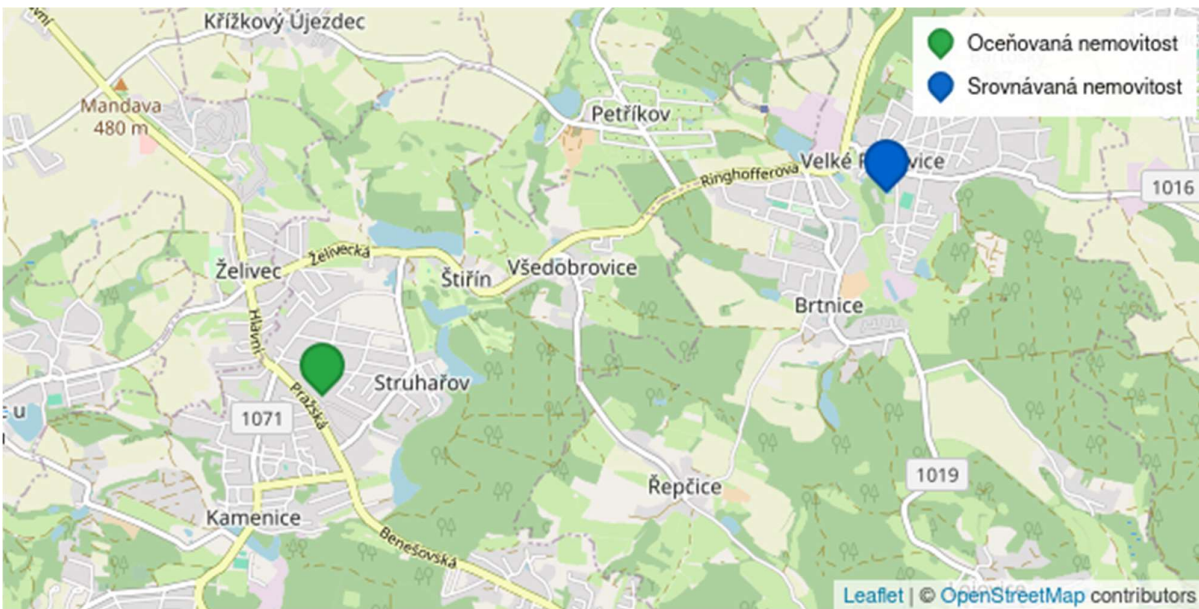 Křížkový Újezdec
Oceňovaná nemovitost
Srovnávaná nemovitost
Mandava
480 m
Petříkov
Velké
Ringhofferova
1016
Želivecká
Želivec
Štiřín
Všedobrovice
Hlavní
Brtnice
Struhařov
Pražská
1071
1019
Řepčice
Kamenice
Benešovská
Leaflet | © OpenStreetMap contributors